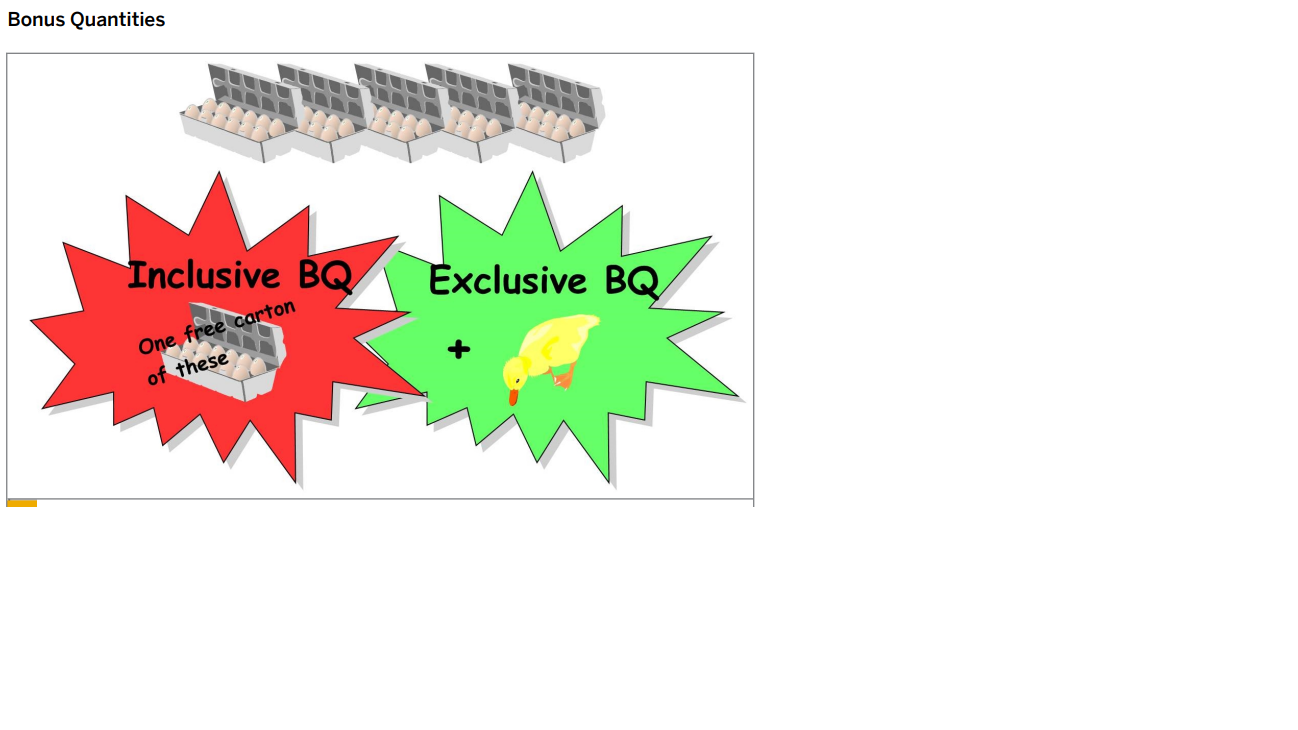 Bonus Quantities
Inclusive BQ
One free carton
of these
Exclusive BQ
+